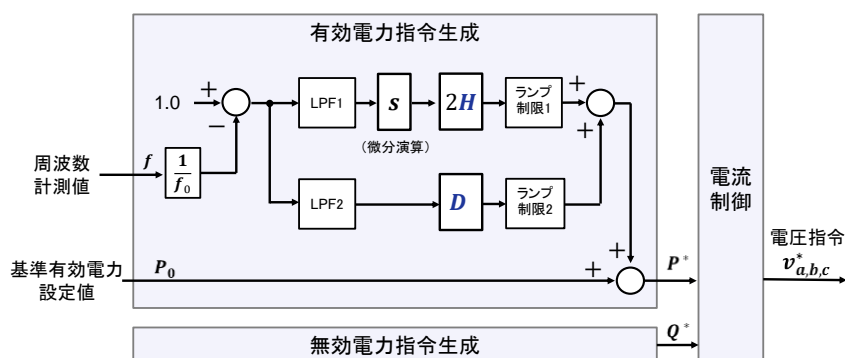 有効電力指令生成
1.0
+
−
LPF1
s
(微分演算)
2H
ランプ
制限1
+
+
周波数
計測値
f
1
f0
LPF2
D
ランプ
制限2
電流
制御
基準有効電力
設定値
P0
+
+
P*
電圧指令
v*a,b,c
無効電力指令生成
Q*